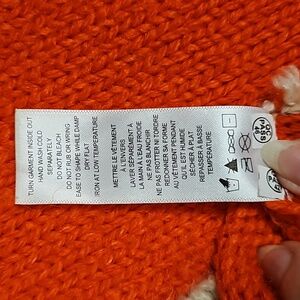 TURN GARMENT INSIDE OUT
HAND WASH COLD
SEPARATELY
DO NOT BLEACH
DO NOT RUB OR WRING
EASE TO SHAPE WHILE DAMP
DRY FLAT
IRON AT LOW TEMPERATURE
METTRE LE VÊTEMENT
À L'ENVERS
LAVER SÉPARÉMENT À
LA MAIN À L'EAU FROIDE
NE PAS BLANCHIR
NE PAS FROTTER NI TORDRE
REDONNER SA FORME
AU VÊTEMENT PENDANT
QU'IL EST HUMIDE
SÉCHER À PLAT
REPASSER À BASSE
TEMPÉRATURE
QC
PASS